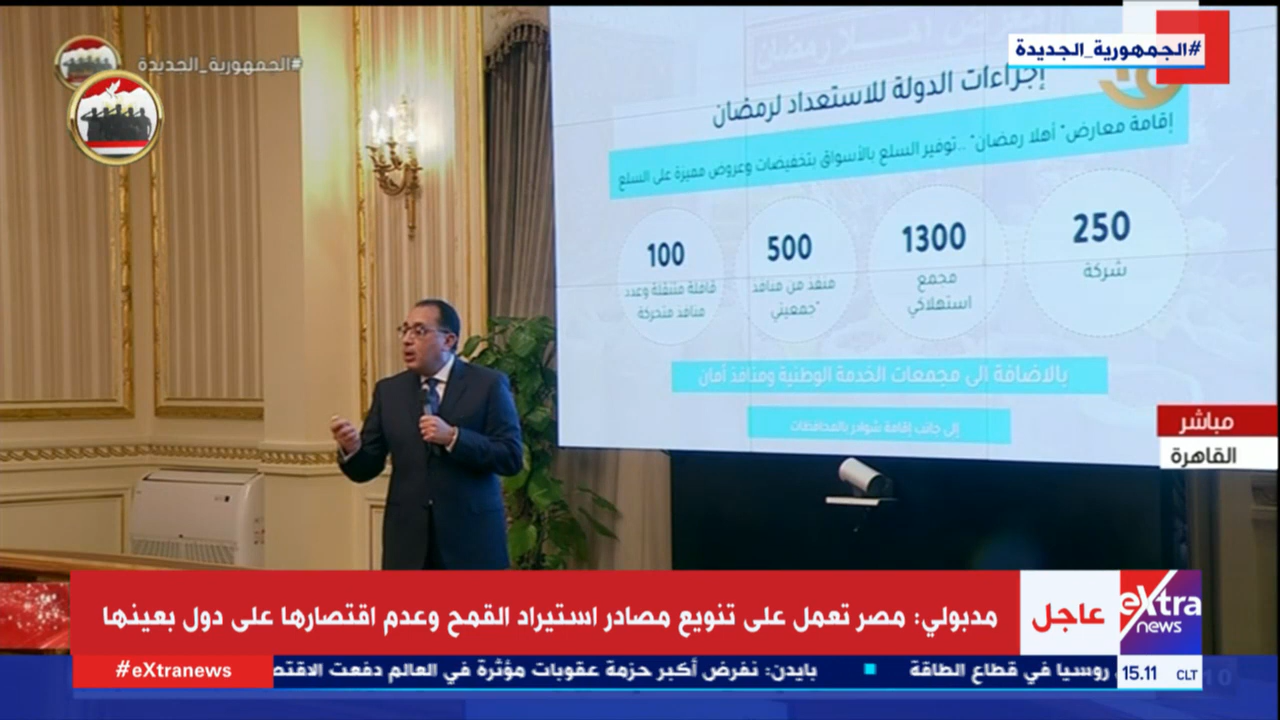 #الجمهورية_الجديدة
#الجمهورية_الجديدة
إجراءات الدولة للاستعداد لرمضان
إقامة معارض "أهلا رمضان" ..توفير السلع بالأسواق بتخفيضات وعروض مميزة على السلع
250
شركة
1300
مجمع
استهلاكي
500
منفذ من منافذ
"جمعيتي
100
قافلة متنقلة وعدد
منافذ متحركة
بالاضافة الى مجمعات الخدمة الوطنية ومنافذ أمان
إلى جانب إقامة شوادر بالمحافظات
مباشر
القاهرة
عاجل
مدبولي: مصر تعمل على تنويع مصادر استيراد القمح وعدم اقتصارها على دول بعينها
eXtra
news
روسيا في قطاع الطاقة
بايدن: نفرض أكبر حزمة عقوبات مؤثرة في العالم دفعت
#eXtranews
15.11 CLT